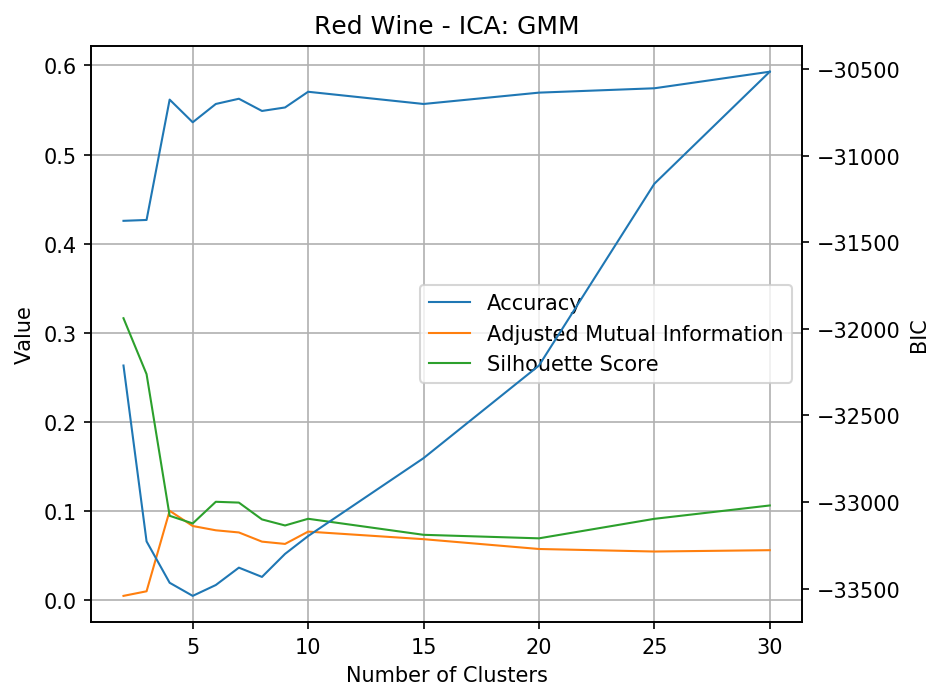 Red Wine - ICA: GMM
0.6
0.5
0.4
0.3
0.2
0.1
0.0
Value
−30500
−31000
−31500
−32000
−32500
−33000
−33500
BIC
Accuracy
Adjusted Mutual Information
Silhouette Score
5
10
15
20
25
30
Number of Clusters